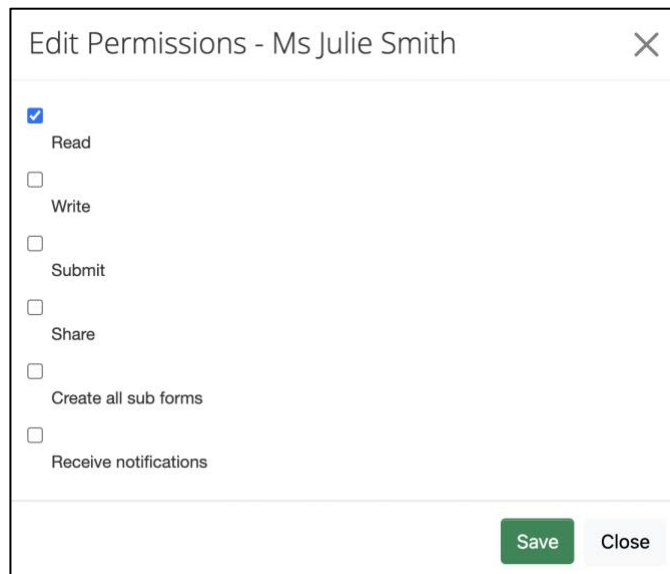 Edit Permissions - Ms Julie Smith
Read
Write
Submit
Share
Create all sub forms
Receive notifications
Save Close